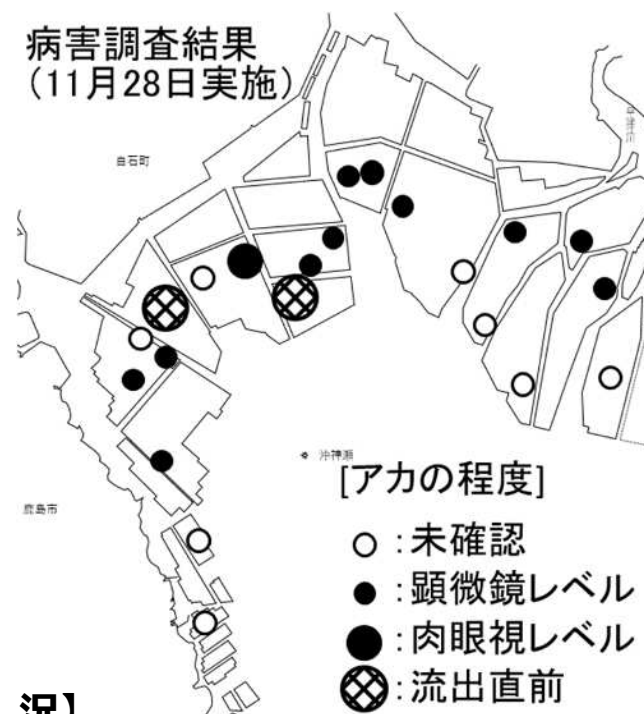 病害調査結果
(11月28日実施)
白石町
沖神瀬
鹿島市
[アカの程度]
○:未確認
●:顕微鏡レベル
●:肉眼視レベル
:流出直前
況】